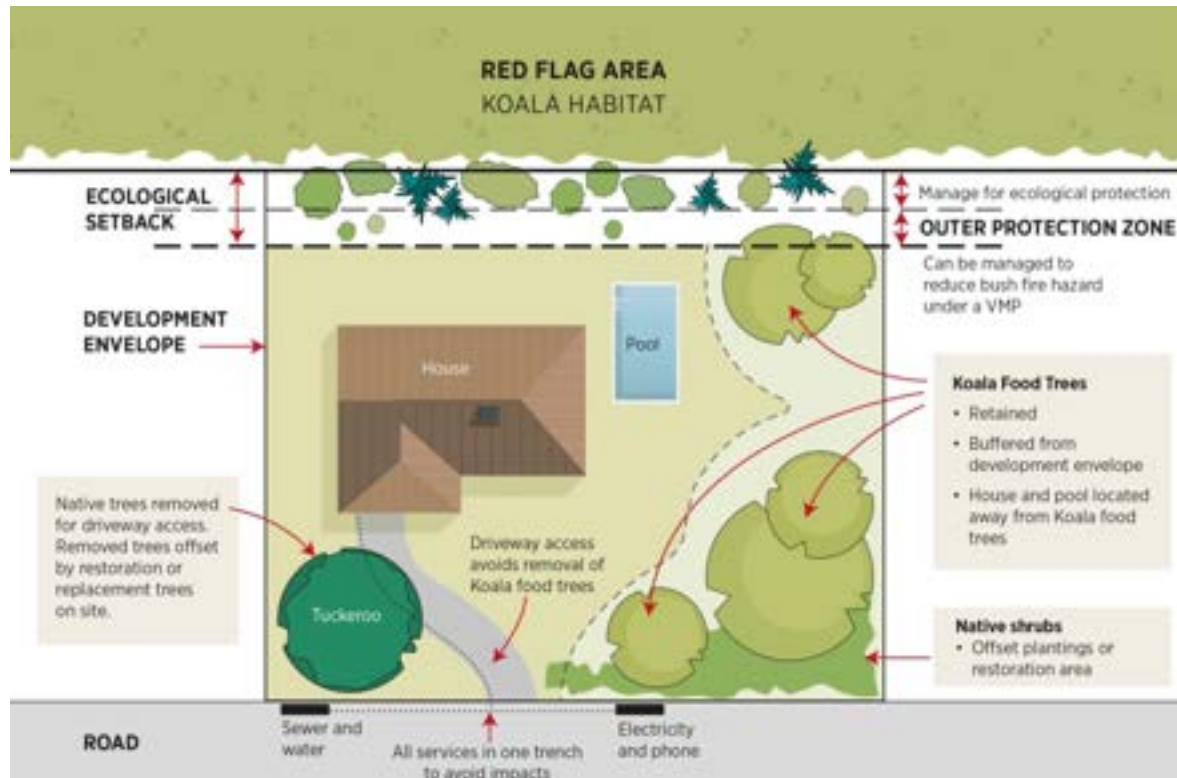 RED FLAG AREA
KOALA HABITAT
ECOLOGICAL
SETBACK
Manage for ecological protection
OUTER PROTECTION ZONE
Can be managed to
reduce bush fire hazard
under a VMP
DEVELOPMENT
ENVELOPE
House
Pool
Koala Food Trees
• Retained
• Buffered from
development envelope
• House and pool located
away from Koala food
trees
Native trees removed
for driveway access.
Removed trees offset
by restoration or
replacement trees
on site.
Driveway access
avoids removal of
Koala food trees
Tuckeroo
Native shrubs
• Offset plantings or
restoration area
ROAD
Sewer and
water
All services in one trench
to avoid impacts
Electricity
and phone